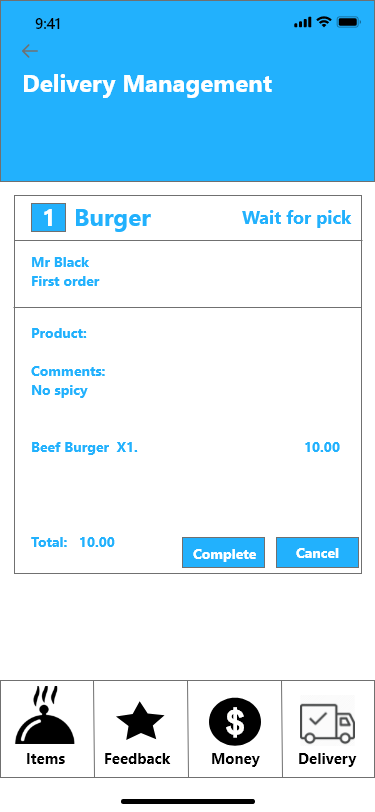 9:41
Delivery Management
1 Burger Wait for pick
Mr Black
First order
Product:
Comments:
No spicy
Beef Burger X1. 10.00
Total: 10.00 Complete Cancel
$
Items Feedback Money Delivery